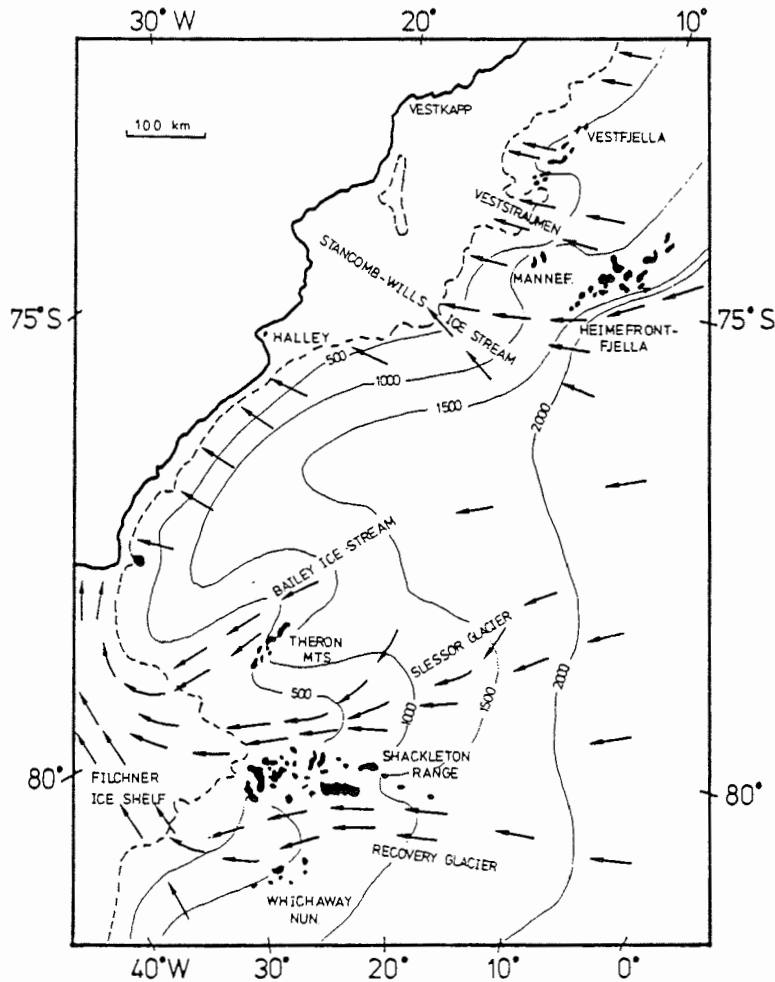 30° W
20°
10°
VESTKAPP
100 km
VESTFJELLA
VESTSTRAUMEN
STANCOMB-WILLS
ICE STREAM
MANNEF.
75°S
75°S
HALLEY
HEIMEFRONT-
FJELLA
500
1000
1500
2000
BAILEY ICE-STREAM
THERON
MTS
SLESSOR GLACIER
500
1000
1500
2000
SHACKLETON
RANGE
FILCHNER
ICE SHELF
80°
80°
RECOVERY GLACIER
WHICHAWAY
NUN.
40°W
30°
20°
10°
0°